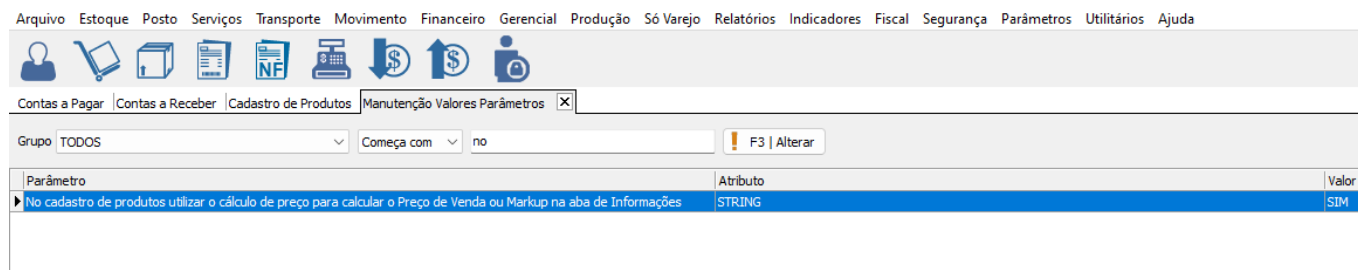 Arquivo Estoque Posto Serviços Transporte Movimento Financeiro Gerencial Produção Só Varejo Relatórios Indicadores Fiscal Segurança Parâmetros Utilitários Ajuda
NF
Contas a Pagar Contas a Receber Cadastro de Produtos Manutenção Valores Parâmetros
Grupo TODOS Começa com no F3 | Alterar
Parâmetro Atributo Valor
No cadastro de produtos utilizar o cálculo de preço para calcular o Preço de Venda ou Markup na aba de Informações STRING SIM